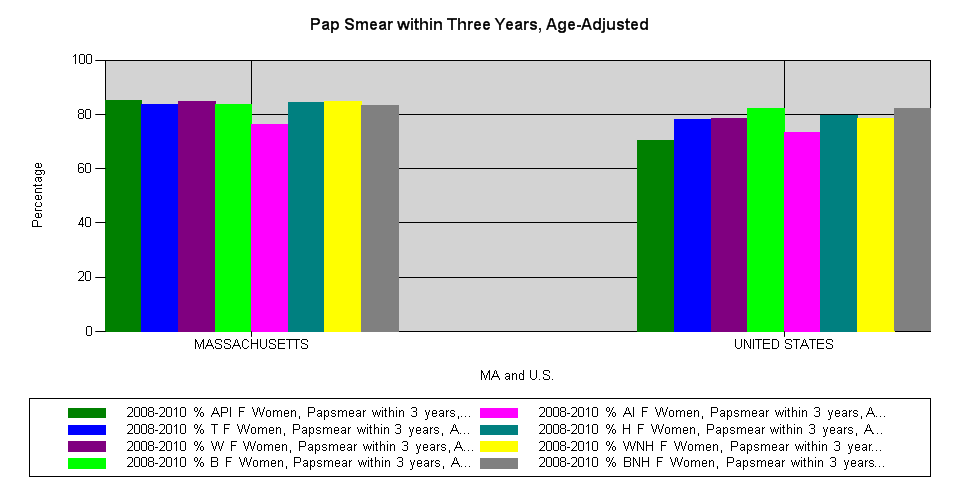 Pap Smear within Three Years, Age-Adjusted
100
80
60
40
20
0
Percentage
MASSACHUSETTS UNITED STATES
MA and U.S.
2008-2010 % API F Women, Papsmear within 3 years,... 2008-2010 % AI F Women, Papsmear within 3 years, A...
2008-2010 % T F Women, Papsmear within 3 years, A... 2008-2010 % H F Women, Papsmear within 3 years, A...
2008-2010 % W F Women, Papsmear within 3 years, A... 2008-2010 % WNH F Women, Papsmear within 3 year...
2008-2010 % B F Women, Papsmear within 3 years, A... 2008-2010 % BNH F Women, Papsmear within 3 years...